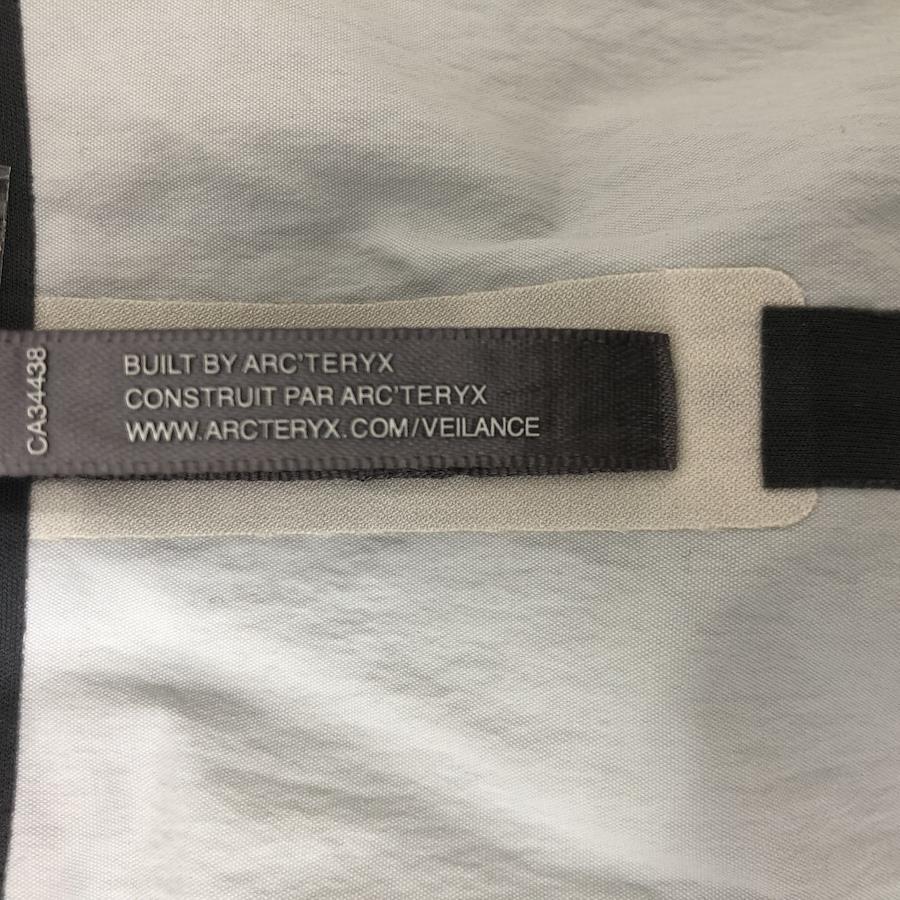 CA34438
BUILT BY ARC'TERYX
CONSTRUIT PAR ARC'TERYX
WWW.ARCTERYX.COM/VEILANCE